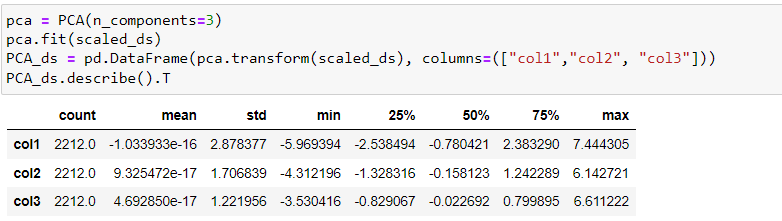 pca = PCA(n_components=3)
pca.fit(scaled_ds)
PCA_ds = pd.DataFrame(pca.transform(scaled_ds), columns=(["col1","col2", "col3"]))
PCA_ds.describe().T
count mean std min 25% 50% 75% max
col1 2212.0 -1.033933e-16 2.878377 -5.969394 -2.538494 -0.780421 2.383290 7.444305
col2 2212.0 9.325472e-17 1.706839 -4.312196 -1.328316 -0.158123 1.242289 6.142721
col3 2212.0 4.692850e-17 1.221956 -3.530416 -0.829067 -0.022692 0.799895 6.611222